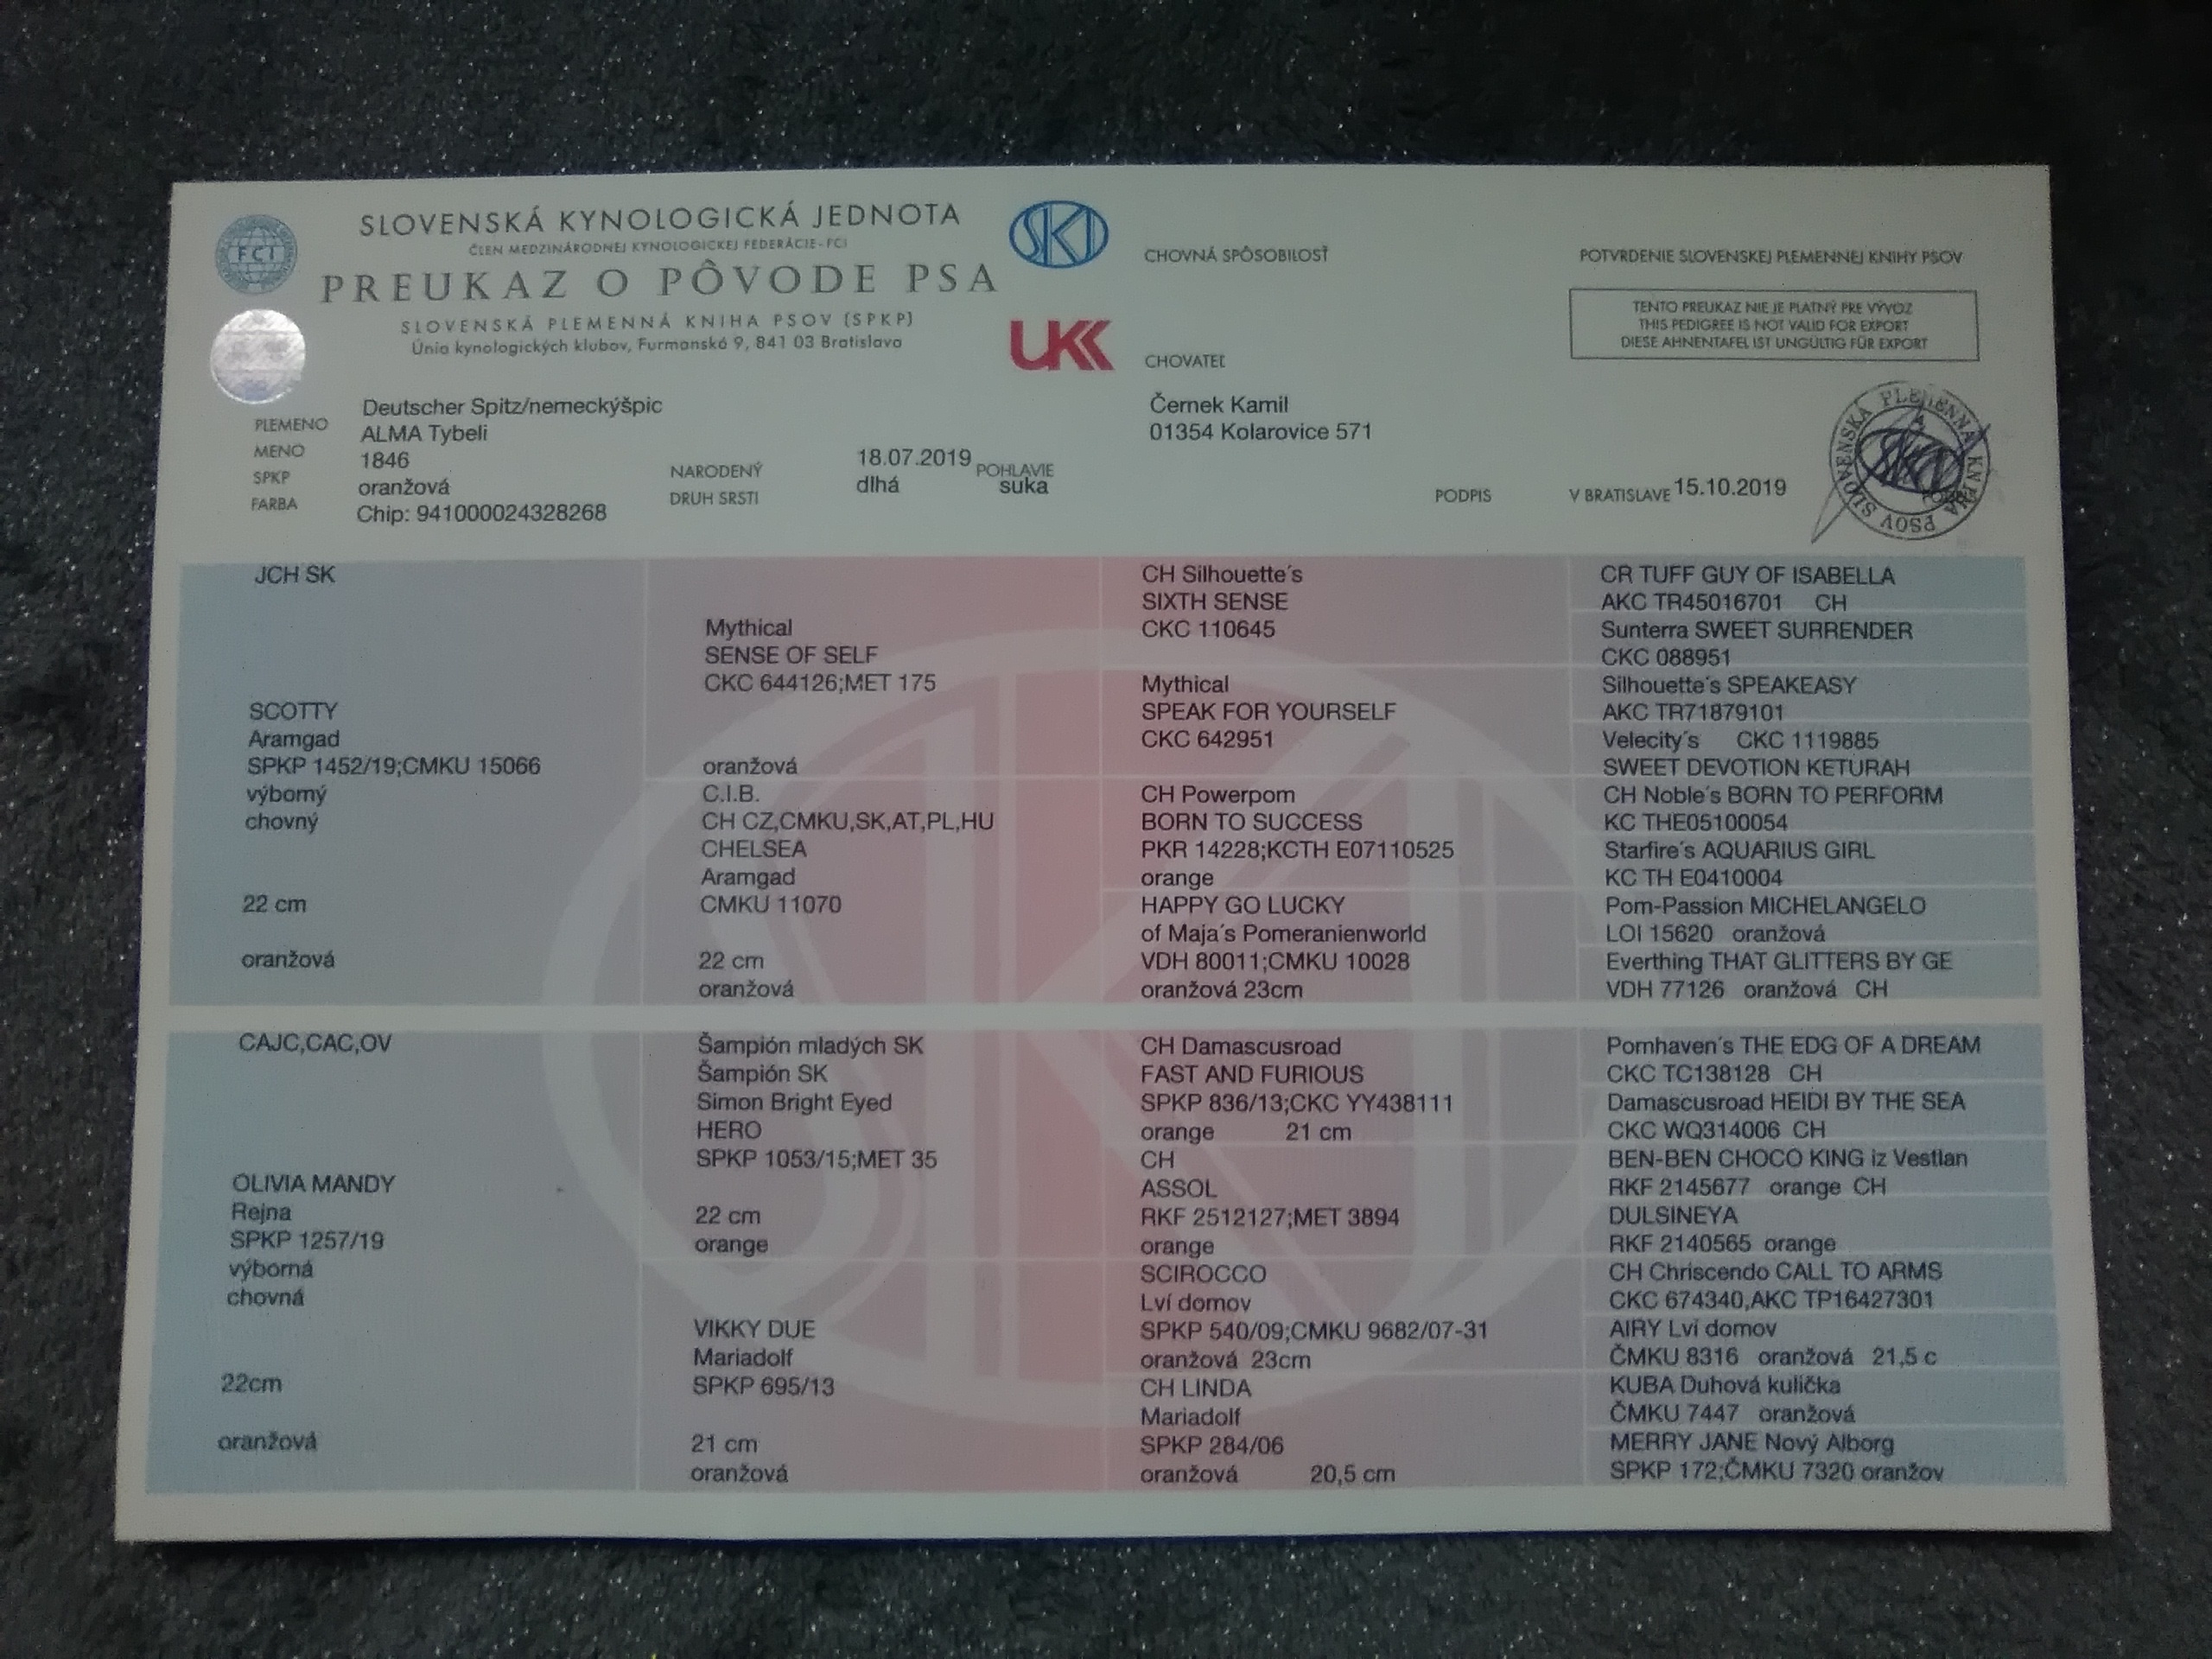 SLOVENSKÁ KYNOLOGICKÁ JEDNOTA
ČLEN MEDZINÁRODNEJ KYNOLOGICKEJ FEDERÁCIE-FCI
PREUKAZ O PÔVODE PSA
SLOVENSKÁ PLEMENNÁ KNIHA PSOV (SPKP)
Únia kynologických klubov, Furmanská 9, 841 03 Bratislava
FCI
SKJ
UKK
CHOVNÁ SPÔSOBILOSŤ
POTVRDENIE SLOVENSKEJ PLEMENNEJ KNIHY PSOV
TENTO PREUKAZ NIE JE PLATNÝ PRE VÝVOZ
THIS PEDIGREE IS NOT VALID FOR EXPORT
DIESE AHNENTAFEL IST UNGÜLTIG FÜR EXPORT
CHOVATEĽ
Černek Kamil
01354 Kolarovice 571
PLEMENO Deutscher Spitz/nemeckýšpic
MENO ALMA Tybeli
SPKP 1846
FARBA oranžová
Chip: 941000024328268
NARODENÝ 18.07.2019 POHLAVIE
DRUH SRSTI dlhá suka
PODPIS
V BRATISLAVE 15.10.2019
SLOVENSKÁ PLEMENNÁ KNIHA PSOV
JCH SK
SCOTTY
Aramgad
SPKP 1452/19;CMKU 15066
výborný
chovný
22 cm
oranžová
Mythical
SENSE OF SELF
CKC 644126;MET 175
oranžová
C.I.B.
CH CZ,CMKU,SK,AT,PL,HU
CHELSEA
Aramgad
CMKU 11070
22 cm
oranžová
CH Silhouette´s
SIXTH SENSE
CKC 110645
Mythical
SPEAK FOR YOURSELF
CKC 642951
CH Powerpom
BORN TO SUCCESS
PKR 14228;KCTH E07110525
orange
HAPPY GO LUCKY
of Maja´s Pomeranienworld
VDH 80011;CMKU 10028
oranžová 23cm
CR TUFF GUY OF ISABELLA
AKC TR45016701 CH
Sunterra SWEET SURRENDER
CKC 088951
Silhouette´s SPEAKEASY
AKC TR71879101
Velecity´s CKC 1119885
SWEET DEVOTION KETURAH
CH Noble´s BORN TO PERFORM
KC THE05100054
Starfire´s AQUARIUS GIRL
KC TH E0410004
Pom-Passion MICHELANGELO
LOI 15620 oranžová
Everthing THAT GLITTERS BY GE
VDH 77126 oranžová CH
CAJC,CAC,OV
OLIVIA MANDY
Rejna
SPKP 1257/19
výborná
chovná
22cm
oranžová
Šampión mladých SK
Šampión SK
Simon Bright Eyed
HERO
SPKP 1053/15;MET 35
22 cm
orange
VIKKY DUE
Mariadolf
SPKP 695/13
21 cm
oranžová
CH Damascusroad
FAST AND FURIOUS
SPKP 836/13;CKC YY438111
orange 21 cm
CH
ASSOL
RKF 2512127;MET 3894
orange
SCIROCCO
Lví domov
SPKP 540/09;CMKU 9682/07-31
oranžová 23cm
CH LINDA
Mariadolf
SPKP 284/06
oranžová 20,5 cm
Pomhaven´s THE EDG OF A DREAM
CKC TC138128 CH
Damascusroad HEIDI BY THE SEA
CKC WQ314006 CH
BEN-BEN CHOCO KING iz Vestlan
RKF 2145677 orange CH
DULSINEYA
RKF 2140565 orange
CH Chriscendo CALL TO ARMS
CKC 674340,AKC TP16427301
AIRY Lví domov
ČMKU 8316 oranžová 21,5 c
KUBA Duhová kulička
ČMKU 7447 oranžová
MERRY JANE Nový Alborg
SPKP 172;ČMKU 7320 oranžov